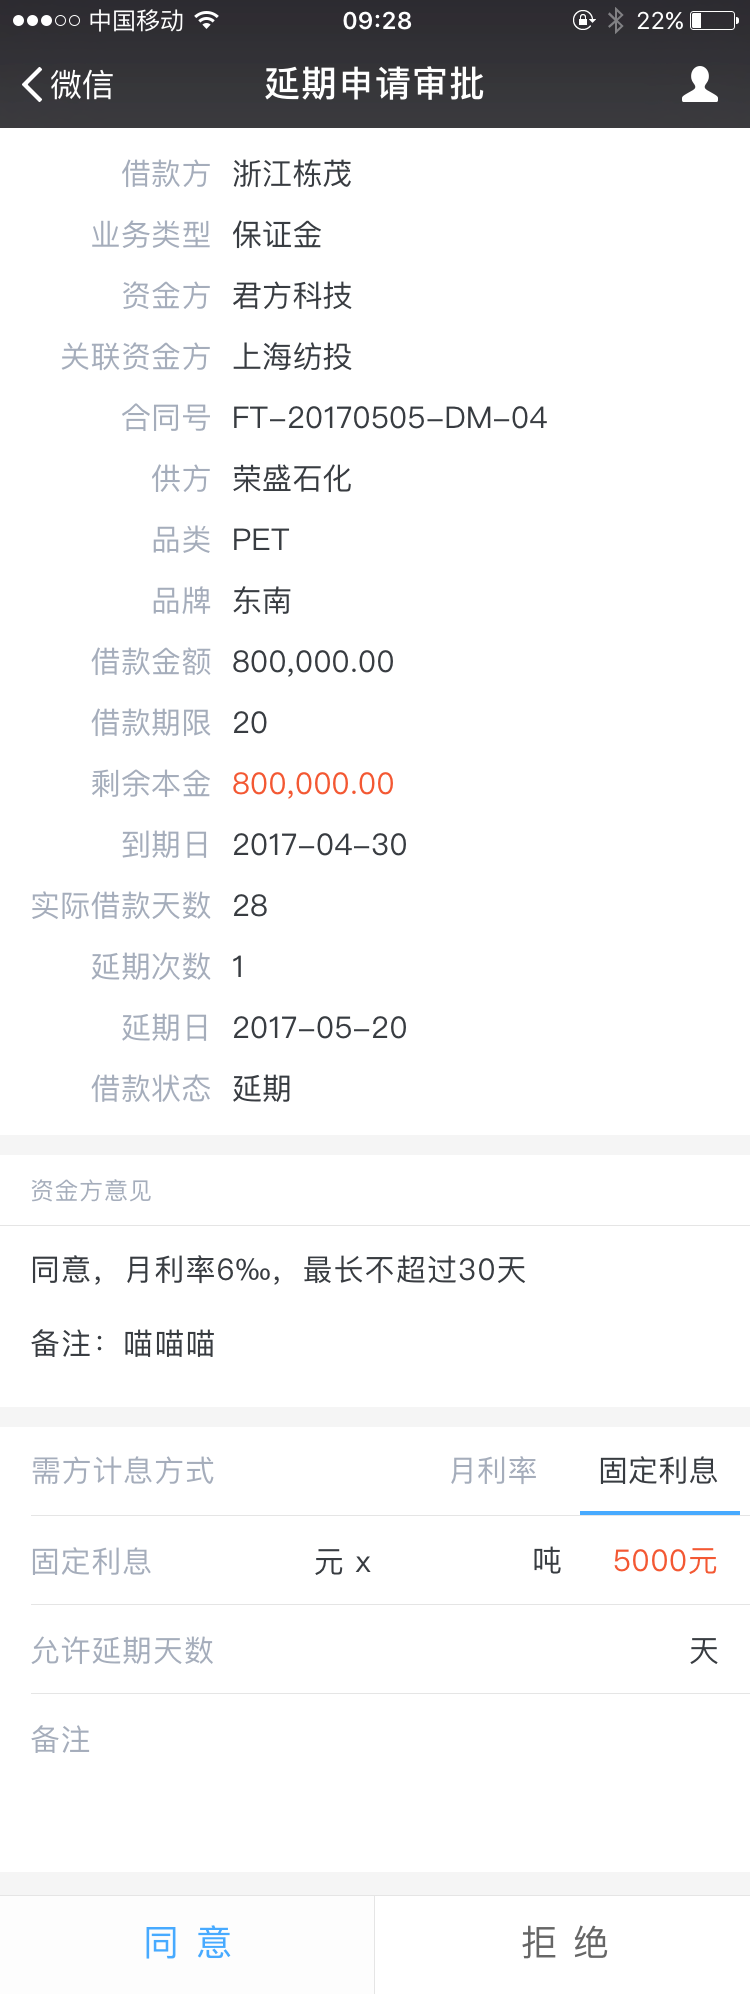 中国移动 09:28 22%
微信 延期申请审批
借款方 浙江栋茂
业务类型 保证金
资金方 君方科技
关联资金方 上海纺投
合同号 FT-20170505-DM-04
供方 荣盛石化
品类 PET
品牌 东南
借款金额 800,000.00
借款期限 20
剩余本金 800,000.00
到期日 2017-04-30
实际借款天数 28
延期次数 1
延期日 2017-05-20
借款状态 延期
资金方意见
同意，月利率6‰，最长不超过30天
备注：喵喵喵
需方计息方式 月利率 固定利息
固定利息 元 x 吨 5000元
允许延期天数 天
备注
同 意 拒 绝